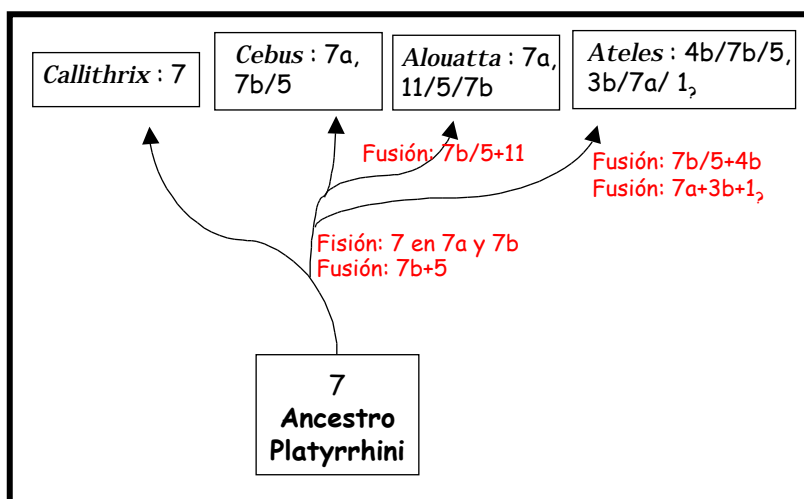 Callithrix : 7
Cebus : 7a,
7b/5
Alouatta : 7a,
11/5/7b
Ateles : 4b/7b/5,
3b/7a/ 1?
Fusión: 7b/5+11
Fusión: 7b/5+4b
Fusión: 7a+3b+1?
Fisión: 7 en 7a y 7b
Fusión: 7b+5
7
Ancestro
Platyrrhini